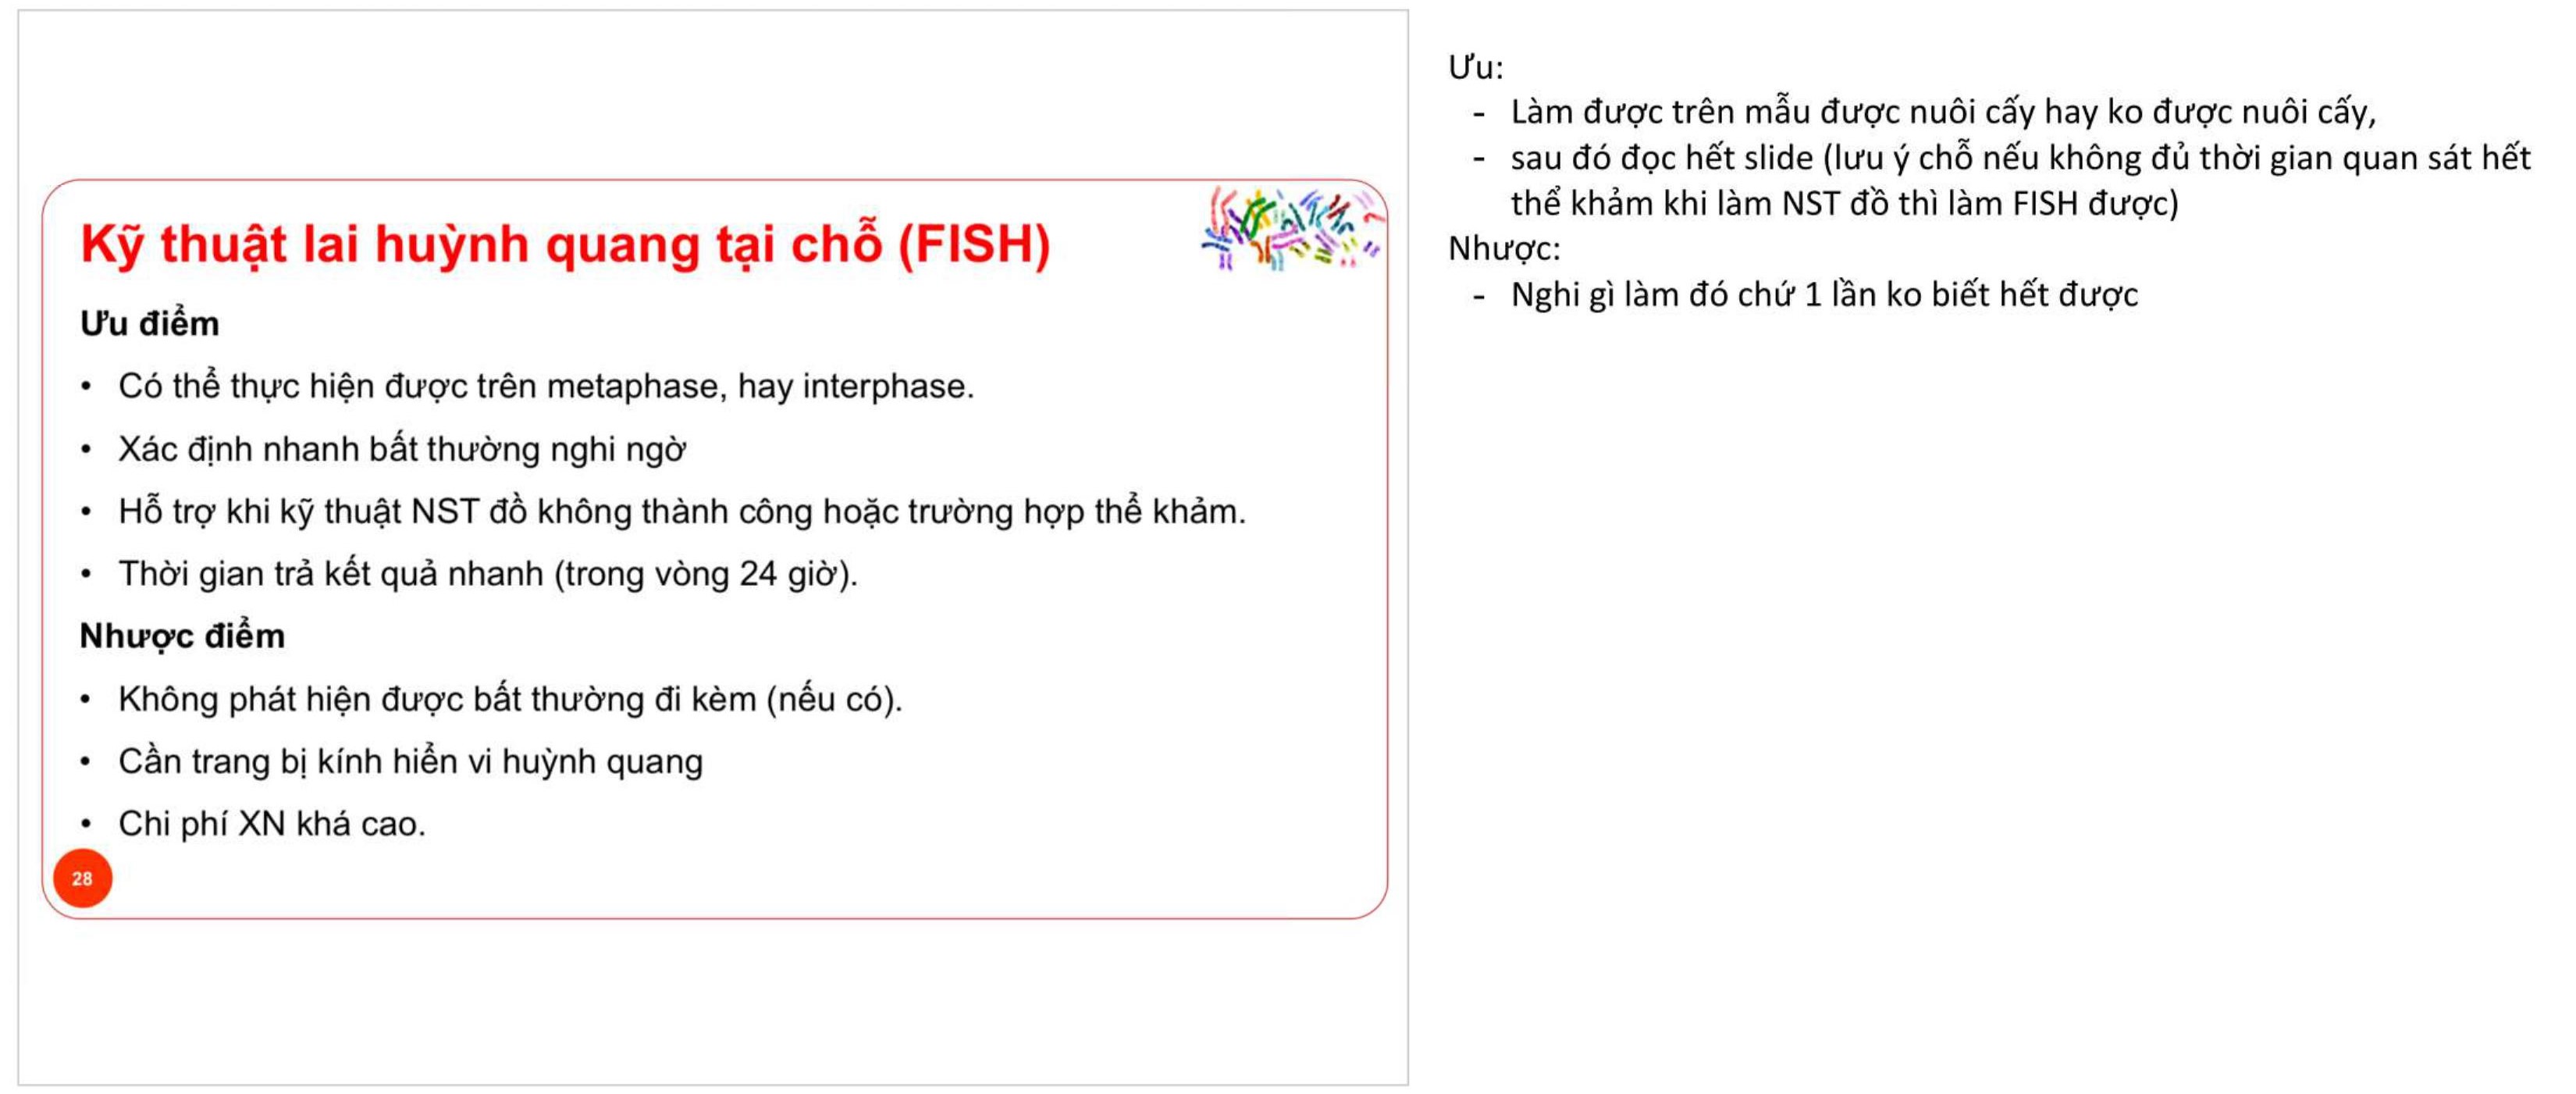 Kỹ thuật lai huỳnh quang tại chỗ (FISH)
Ưu điểm
• Có thể thực hiện được trên metaphase, hay interphase.
• Xác định nhanh bất thường nghi ngờ
• Hỗ trợ khi kỹ thuật NST đồ không thành công hoặc trường hợp thể khảm.
• Thời gian trả kết quả nhanh (trong vòng 24 giờ).
Nhược điểm
• Không phát hiện được bất thường đi kèm (nếu có).
• Cần trang bị kính hiển vi huỳnh quang
• Chi phí XN khá cao.
28
Ưu:
- Làm được trên mẫu được nuôi cấy hay ko được nuôi cấy,
- sau đó đọc hết slide (lưu ý chỗ nếu không đủ thời gian quan sát hết
thể khảm khi làm NST đồ thì làm FISH được)
Nhược:
- Nghi gì làm đó chứ 1 lần ko biết hết được